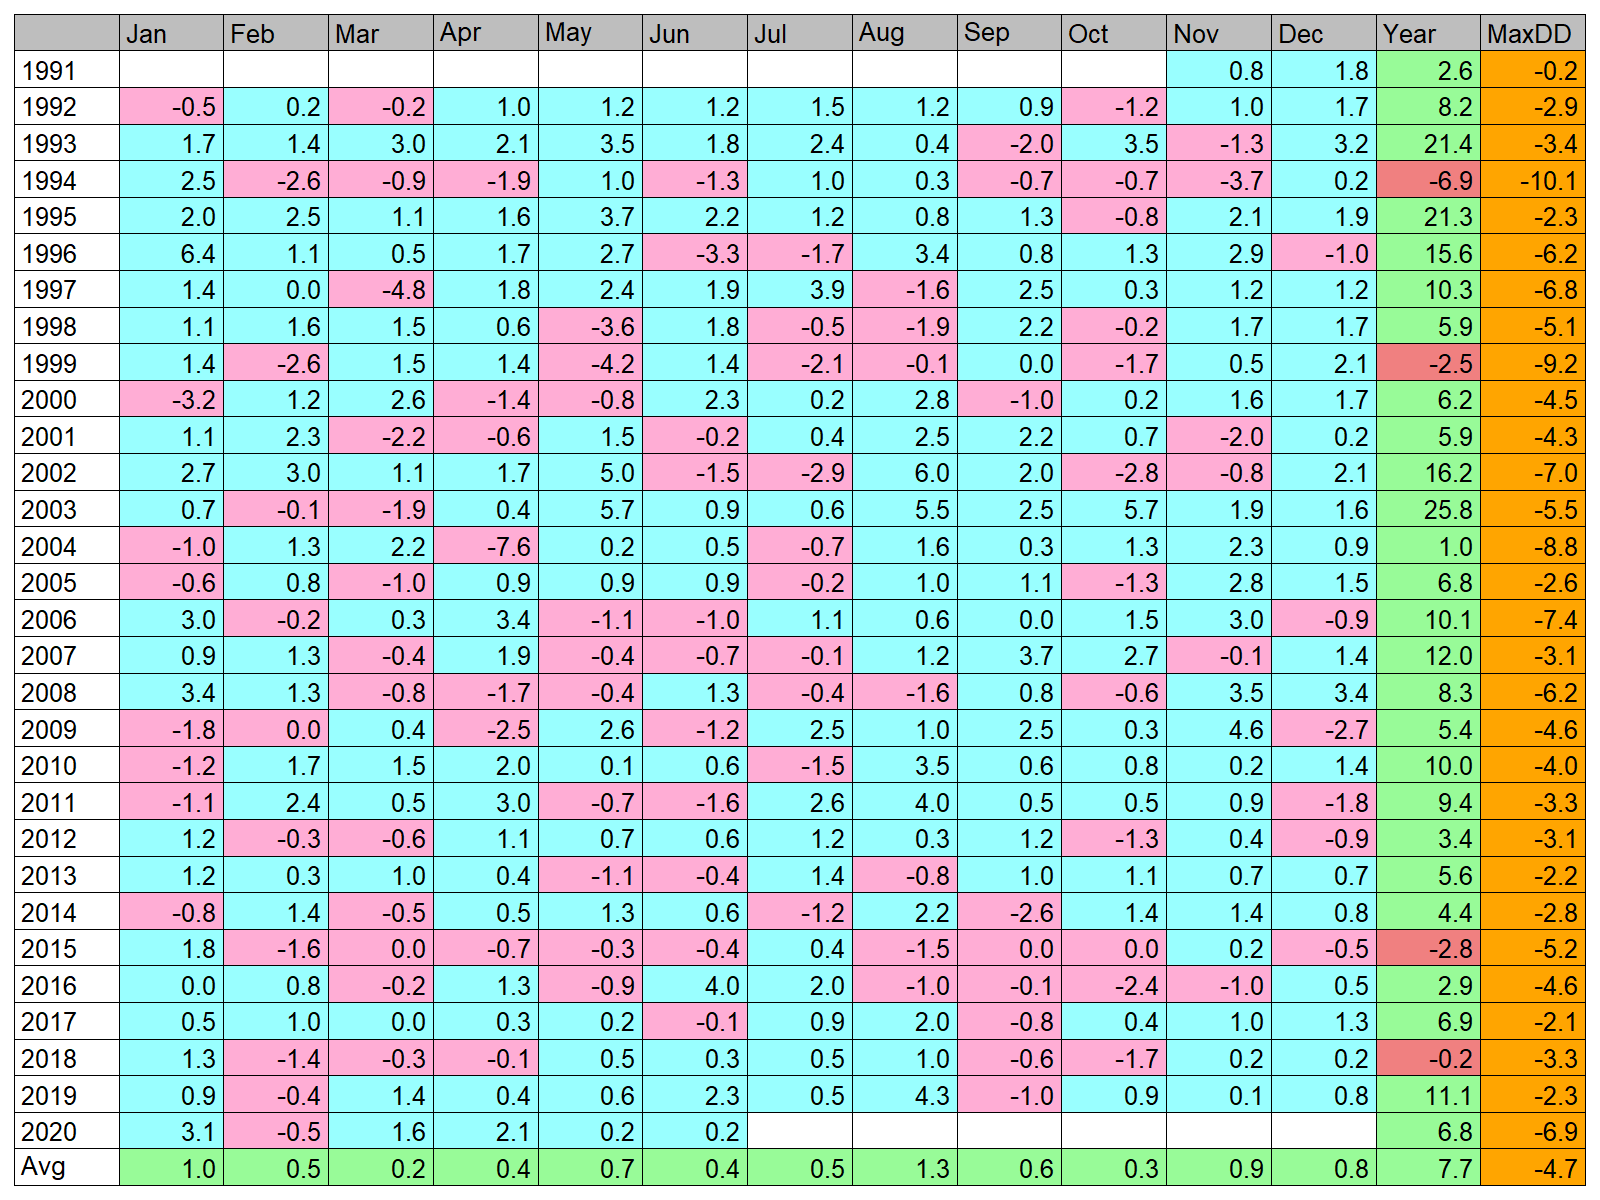 Jan Feb Mar Apr May Jun Jul Aug Sep Oct Nov Dec Year MaxDD
1991 0.8 1.8 2.6 -0.2
1992 -0.5 0.2 -0.2 1.0 1.2 1.2 1.5 1.2 0.9 -1.2 1.0 1.7 8.2 -2.9
1993 1.7 1.4 3.0 2.1 3.5 1.8 2.4 0.4 -2.0 3.5 -1.3 3.2 21.4 -3.4
1994 2.5 -2.6 -0.9 -1.9 1.0 -1.3 1.0 0.3 -0.7 -0.7 -3.7 0.2 -6.9 -10.1
1995 2.0 2.5 1.1 1.6 3.7 2.2 1.2 0.8 1.3 -0.8 2.1 1.9 21.3 -2.3
1996 6.4 1.1 0.5 1.7 2.7 -3.3 -1.7 3.4 0.8 1.3 2.9 -1.0 15.6 -6.2
1997 1.4 0.0 -4.8 1.8 2.4 1.9 3.9 -1.6 2.5 0.3 1.2 1.2 10.3 -6.8
1998 1.1 1.6 1.5 0.6 -3.6 1.8 -0.5 -1.9 2.2 -0.2 1.7 1.7 5.9 -5.1
1999 1.4 -2.6 1.5 1.4 -4.2 1.4 -2.1 -0.1 0.0 -1.7 0.5 2.1 -2.5 -9.2
2000 -3.2 1.2 2.6 -1.4 -0.8 2.3 0.2 2.8 -1.0 0.2 1.6 1.7 6.2 -4.5
2001 1.1 2.3 -2.2 -0.6 1.5 -0.2 0.4 2.5 2.2 0.7 -2.0 0.2 5.9 -4.3
2002 2.7 3.0 1.1 1.7 5.0 -1.5 -2.9 6.0 2.0 -2.8 -0.8 2.1 16.2 -7.0
2003 0.7 -0.1 -1.9 0.4 5.7 0.9 0.6 5.5 2.5 5.7 1.9 1.6 25.8 -5.5
2004 -1.0 1.3 2.2 -7.6 0.2 0.5 -0.7 1.6 0.3 1.3 2.3 0.9 1.0 -8.8
2005 -0.6 0.8 -1.0 0.9 0.9 0.9 -0.2 1.0 1.1 -1.3 2.8 1.5 6.8 -2.6
2006 3.0 -0.2 0.3 3.4 -1.1 -1.0 1.1 0.6 0.0 1.5 3.0 -0.9 10.1 -7.4
2007 0.9 1.3 -0.4 1.9 -0.4 -0.7 -0.1 1.2 3.7 2.7 -0.1 1.4 12.0 -3.1
2008 3.4 1.3 -0.8 -1.7 -0.4 1.3 -0.4 -1.6 0.8 -0.6 3.5 3.4 8.3 -6.2
2009 -1.8 0.0 0.4 -2.5 2.6 -1.2 2.5 1.0 2.5 0.3 4.6 -2.7 5.4 -4.6
2010 -1.2 1.7 1.5 2.0 0.1 0.6 -1.5 3.5 0.6 0.8 0.2 1.4 10.0 -4.0
2011 -1.1 2.4 0.5 3.0 -0.7 -1.6 2.6 4.0 0.5 0.5 0.9 -1.8 9.4 -3.3
2012 1.2 -0.3 -0.6 1.1 0.7 0.6 1.2 0.3 1.2 -1.3 0.4 -0.9 3.4 -3.1
2013 1.2 0.3 1.0 0.4 -1.1 -0.4 1.4 -0.8 1.0 1.1 0.7 0.7 5.6 -2.2
2014 -0.8 1.4 -0.5 0.5 1.3 0.6 -1.2 2.2 -2.6 1.4 1.4 0.8 4.4 -2.8
2015 1.8 -1.6 0.0 -0.7 -0.3 -0.4 0.4 -1.5 0.0 0.0 0.2 -0.5 -2.8 -5.2
2016 0.0 0.8 -0.2 1.3 -0.9 4.0 2.0 -1.0 -0.1 -2.4 -1.0 0.5 2.9 -4.6
2017 0.5 1.0 0.0 0.3 0.2 -0.1 0.9 2.0 -0.8 0.4 1.0 1.3 6.9 -2.1
2018 1.3 -1.4 -0.3 -0.1 0.5 0.3 0.5 1.0 -0.6 -1.7 0.2 0.2 -0.2 -3.3
2019 0.9 -0.4 1.4 0.4 0.6 2.3 0.5 4.3 -1.0 0.9 0.1 0.8 11.1 -2.3
2020 3.1 -0.5 1.6 2.1 0.2 0.2 6.8 -6.9
Avg 1.0 0.5 0.2 0.4 0.7 0.4 0.5 1.3 0.6 0.3 0.9 0.8 7.7 -4.7